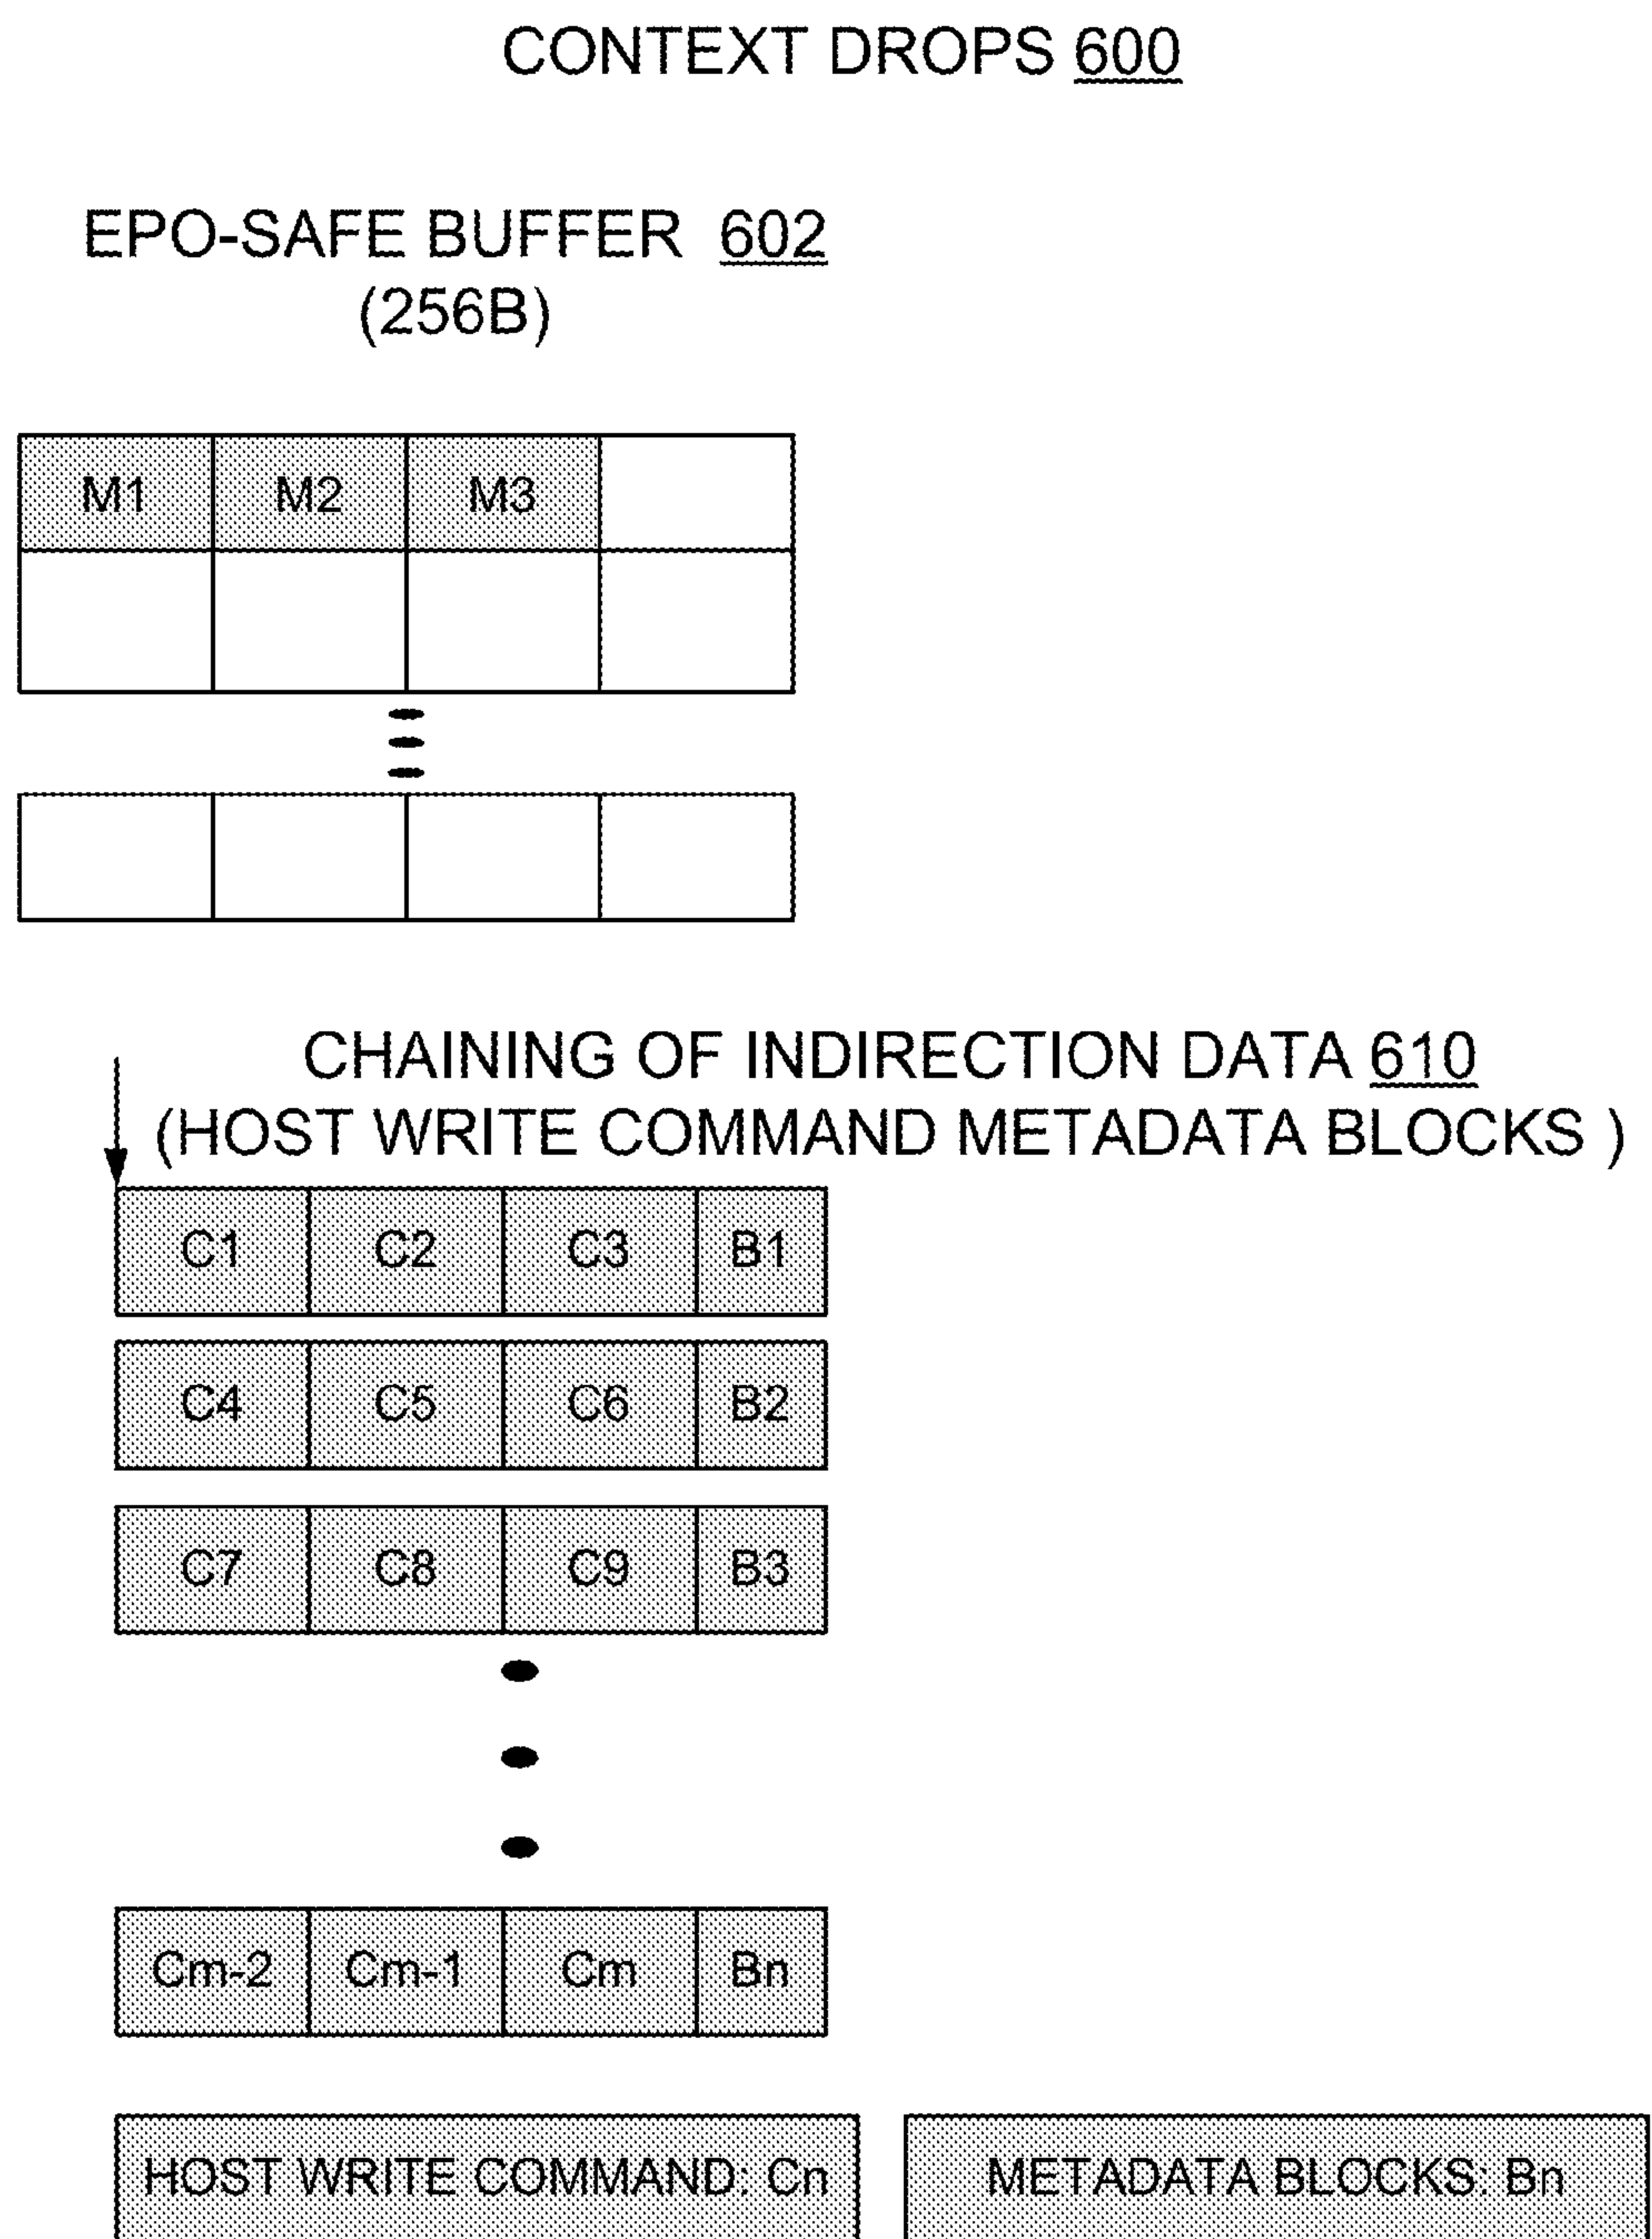 CONTEXT DROPS 600
EPO-SAFE BUFFER 602
(256B)
M1 M2 M3
CHAINING OF INDIRECTION DATA 610
(HOST WRITE COMMAND METADATA BLOCKS )
C1 C2 C3 B1
C4 C5 C6 B2
C7 C8 C9 B3
Cm-2 Cm-1 Cm Bn
HOST WRITE COMMAND: Cn METADATA BLOCKS: Bn